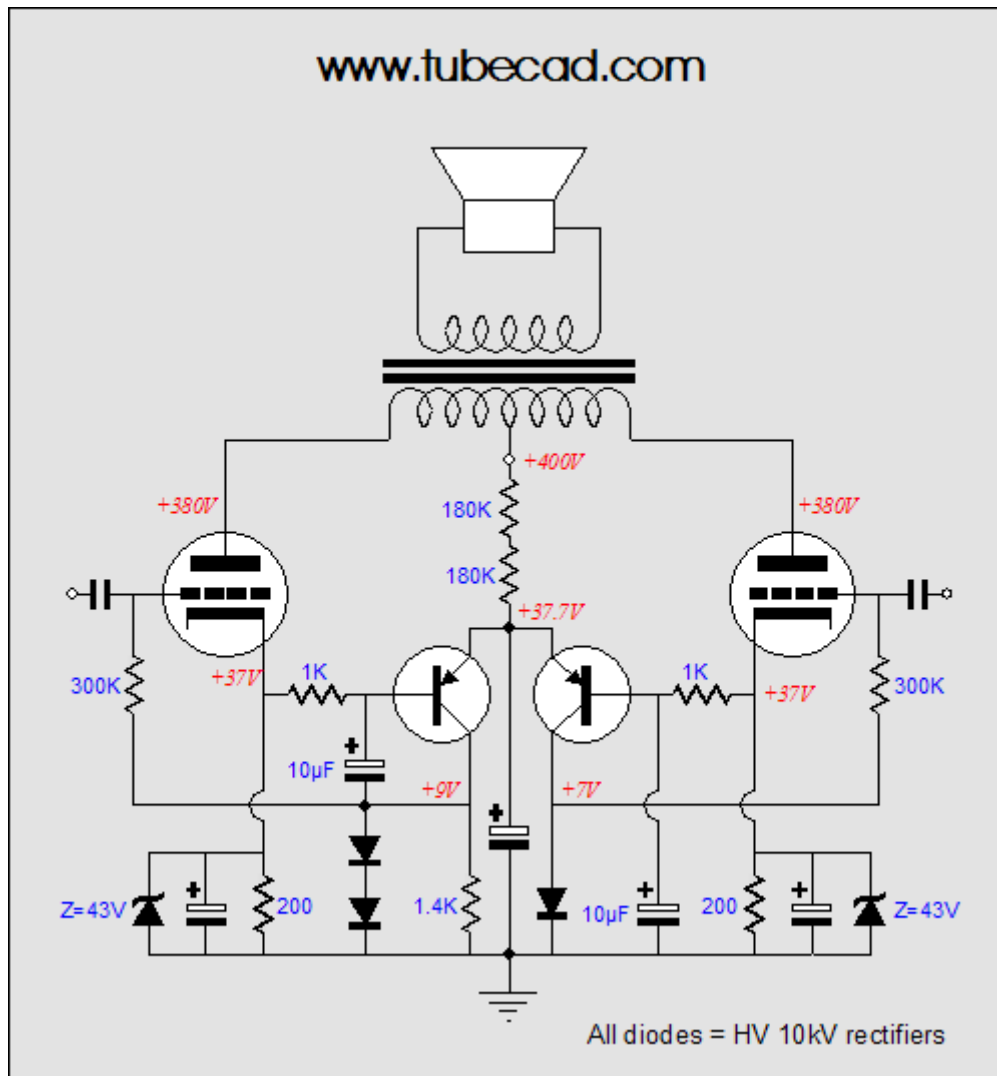 www.tubecad.com
+400V
+380V
180K
+380V
180K
+37.7V
+37V
1K
1K
+37V
300K
300K
+
10µF
+9V
+
+7V
Z=43V
+
200
1.4K
10µF
+
200
+
Z=43V
All diodes = HV 10kV rectifiers